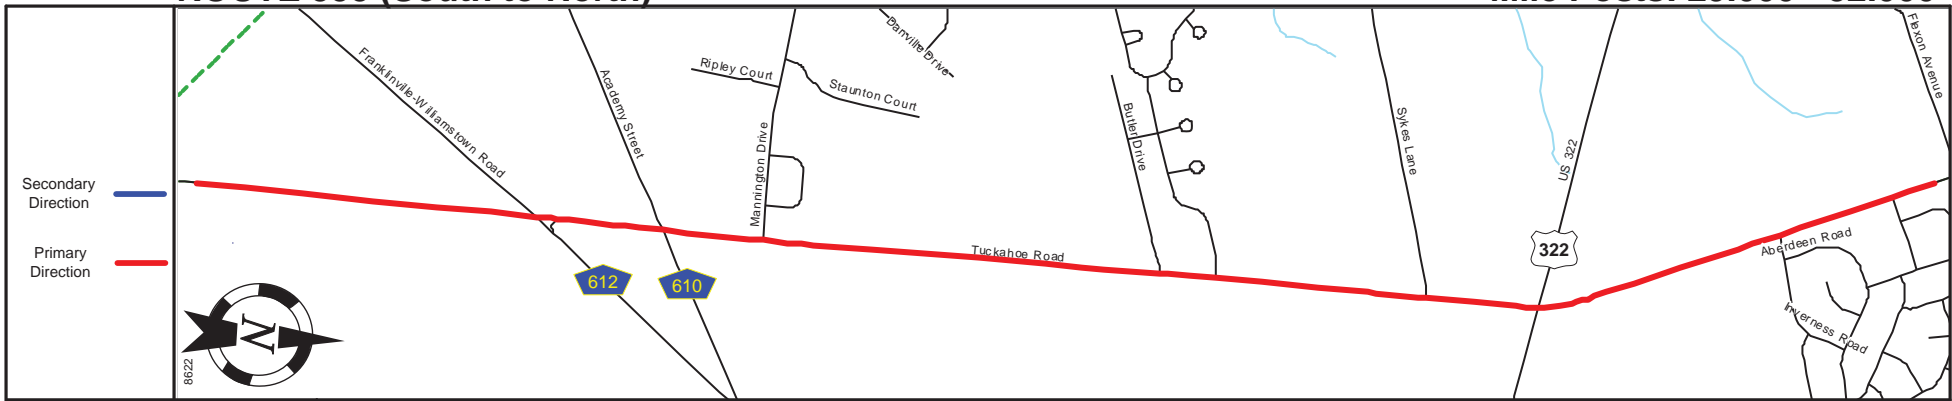 Secondary
Direction
Primary
Direction
Franklinville-Williamstown Road
Academy Street
Ripley Court
Mannington Drive
Staunton Court
Danville Drive
Butler Drive
Sykes Lane
US 322
Flexon Avenue
Tuckahoe Road
Aberdeen Road
Inverness Road
612
610
322
N
8622